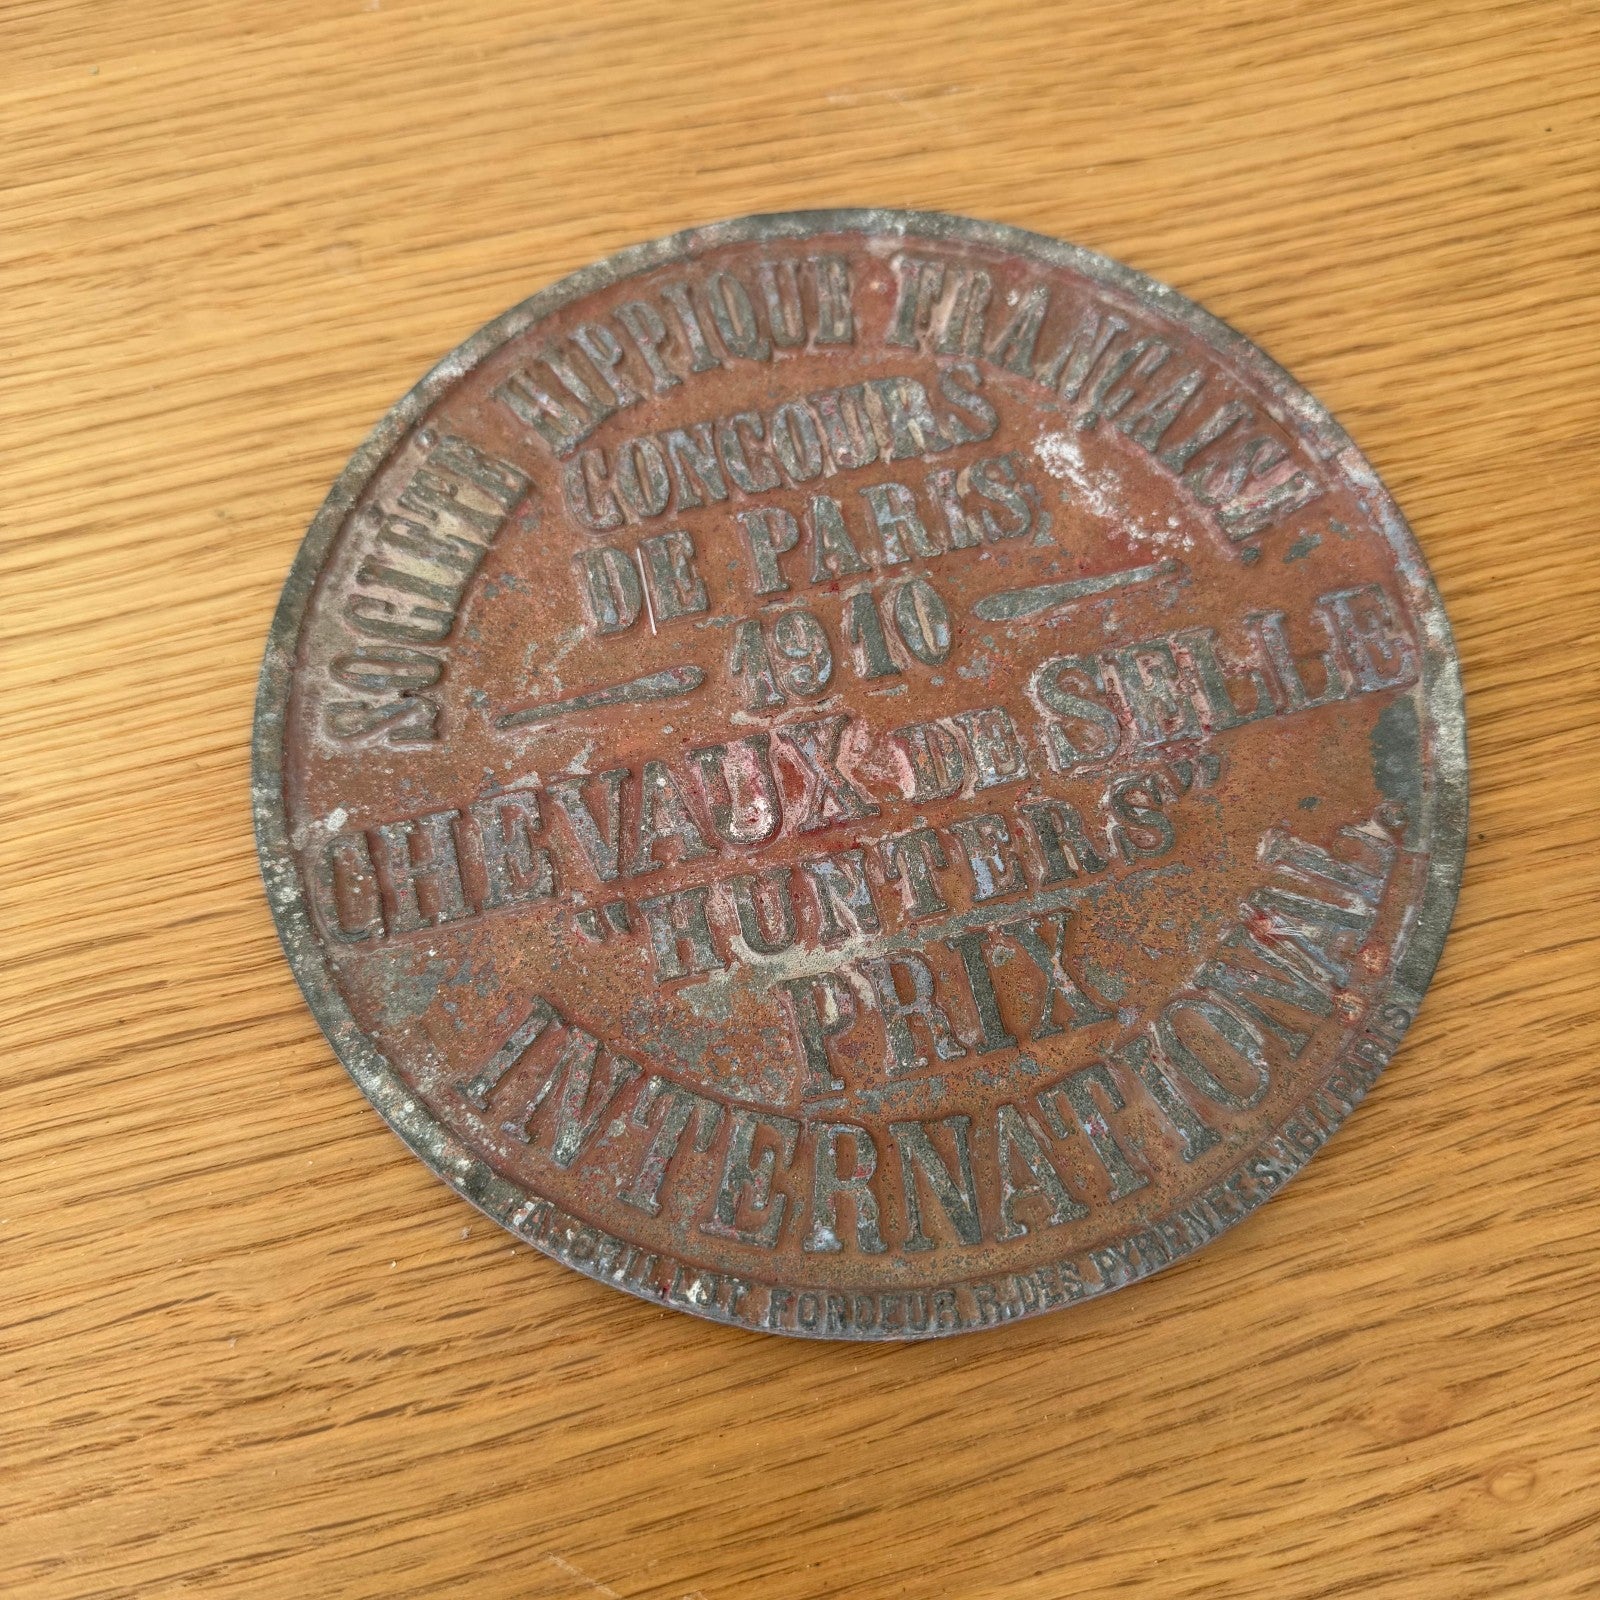 SOCIÉTÉ HIPPIQUE FRANÇAISE.
CONCOURS
DE PARIS,
1910
CHEVAUX DE SELLE
"HUNTERS"
PRIX
INTERNATIONAL.
FONDEUR, R. DES PYRENEES, PARIS